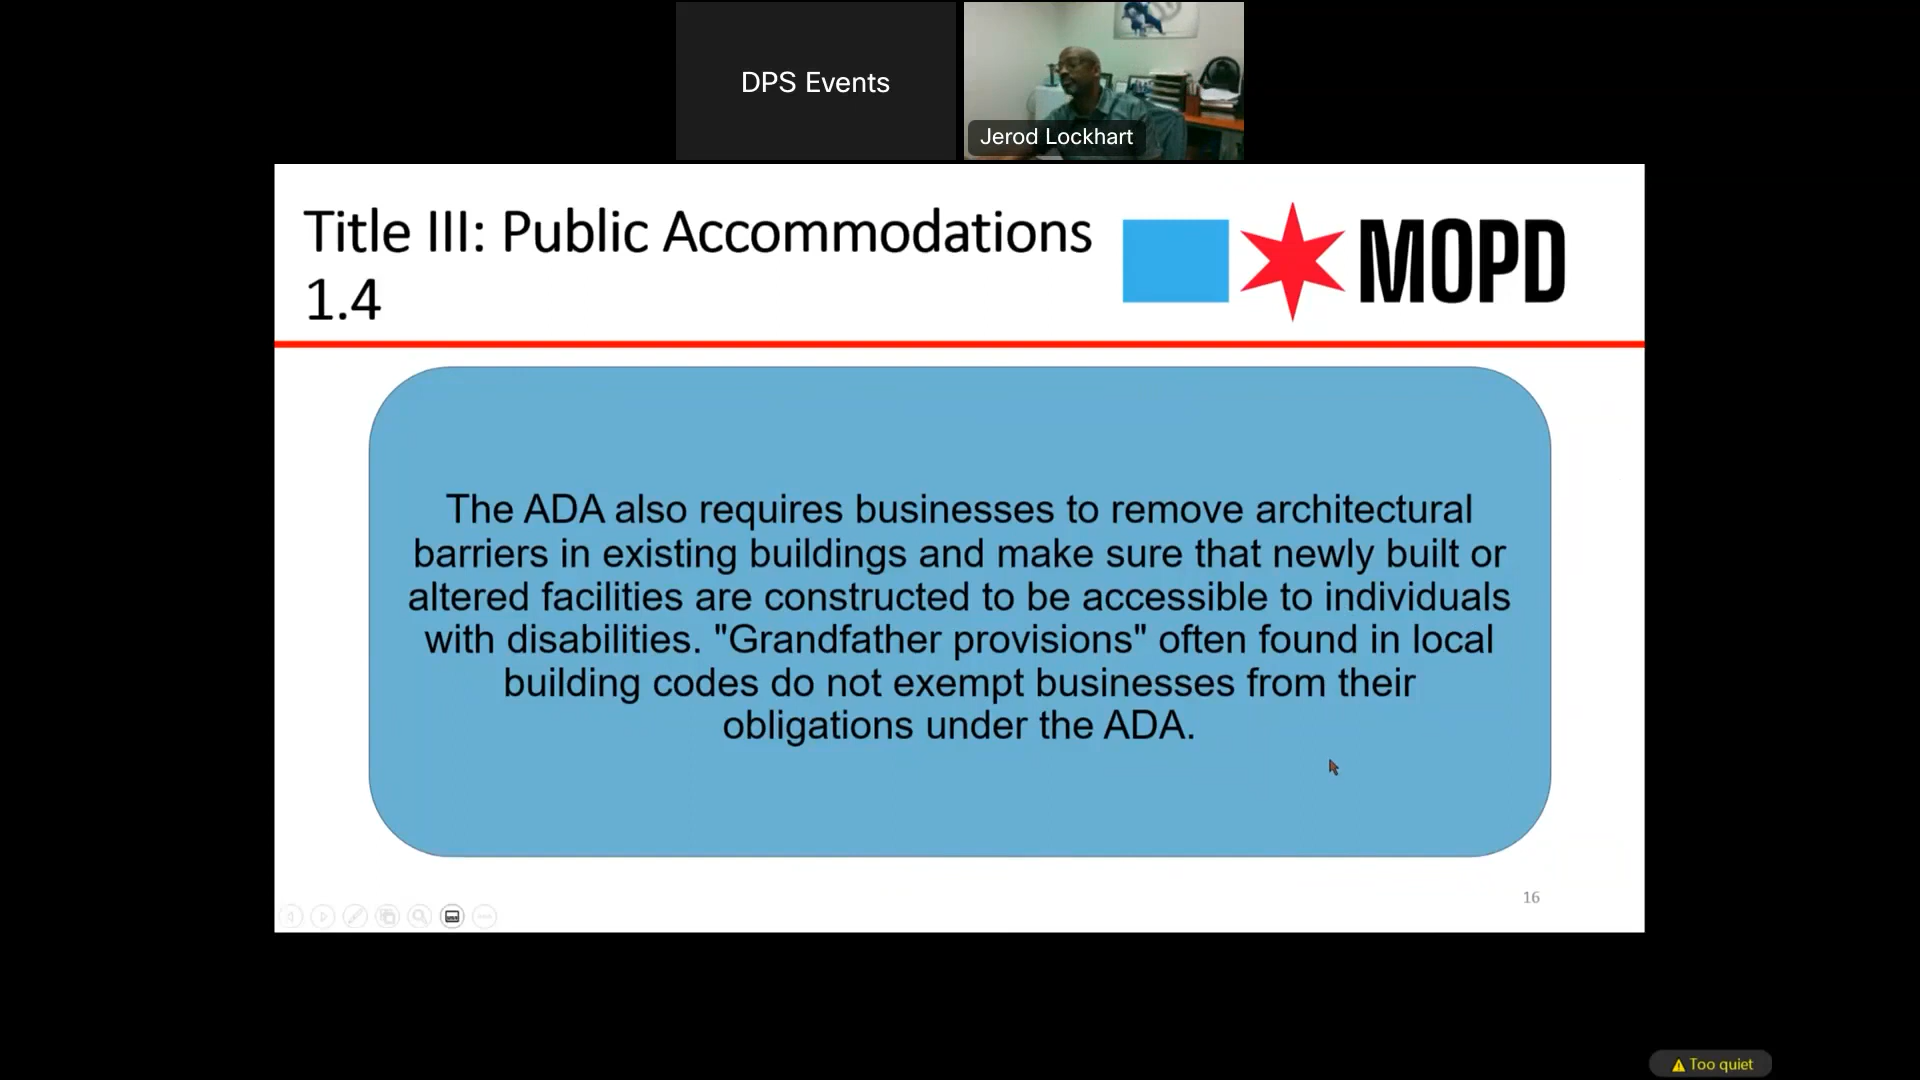 DPS Events
Jerod Lockhart
Title III: Public Accommodations
1.4
MOPD
The ADA also requires businesses to remove architectural
barriers in existing buildings and make sure that newly built or
altered facilities are constructed to be accessible to individuals
with disabilities. "Grandfather provisions" often found in local
building codes do not exempt businesses from their
obligations under the ADA.
16
Too quiet